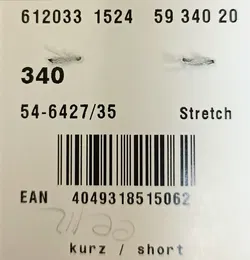 612033 1524 59 340 20
340
54-6427/35 Stretch
EAN 4049318515062
kurz / short